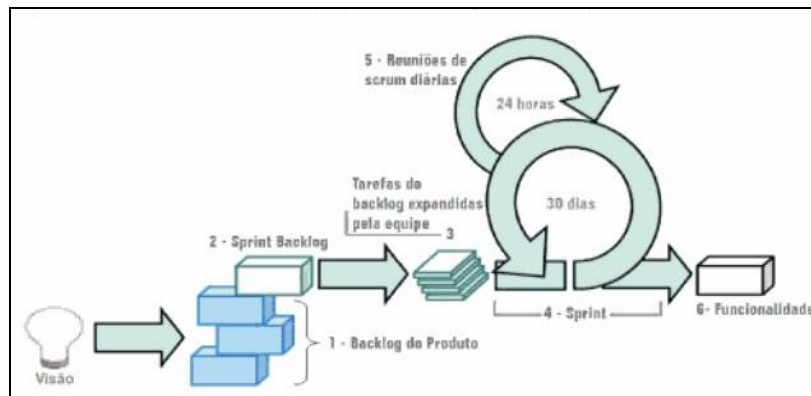 5 - Reuniões de
scrum diárias
24 horas
Tarefas do
backlog expandidas
pela equipe
3
30 dias
2 - Sprint Backlog
4 - Sprint
6- Funcionalidade
1 - Backlog do Produto
Visão